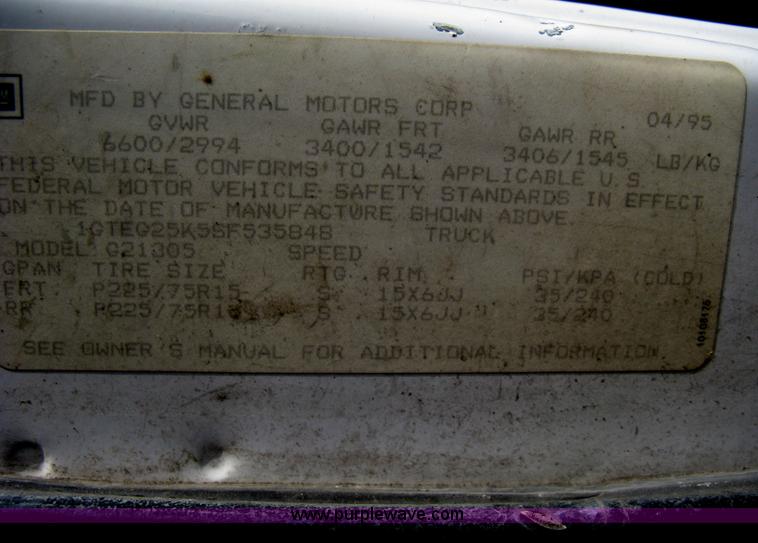 MFD BY GENERAL MOTORS CORP 04/95
GVWR GAWR FRT GAWR RR
6600/2994 3400/1542 3406/1545 LB/KG
THIS VEHICLE CONFORMS TO ALL APPLICABLE U.S.
FEDERAL MOTOR VEHICLE SAFETY STANDARDS IN EFFECT
ON THE DATE OF MANUFACTURE SHOWN ABOVE.
1GTEG25K5SF535848 TRUCK
MODEL G21305 SPEED
GPAN TIRE SIZE RTG RIM PSI/KPA (COLD)
FRT P225/75R15 S 15X6JJ 35/240
RR P225/75R15 S 15X6JJ 35/240
SEE OWNER'S MANUAL FOR ADDITIONAL INFORMATION
www.purplewave.com